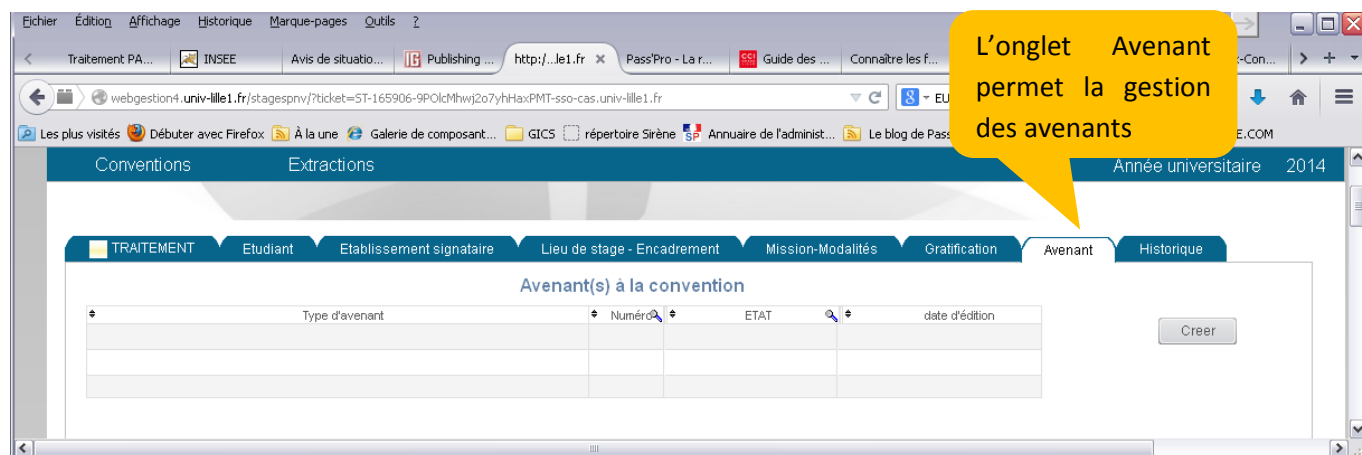 Fichier Édition Affichage Historique Marque-pages Outils ?
L'onglet Avenant
permet la gestion
des avenants
Traitement PA... INSEE Avis de situatio... Publishing ... http:/...le1.fr Pass'Pro - La r... Guide des ... Connaître les f...
webgestion4.univ-lille1.fr/stagespnv/?ticket=ST-165906-9POlcMhwj2o7yhHaxPMT-sso-cas.univ-lille1.fr
Les plus visités Débuter avec Firefox À la une Galerie de composant... GICS répertoire Sirène Annuaire de l'administ... Le blog de Pass
Conventions Extractions Année universitaire 2014
TRAITEMENT Etudiant Etablissement signataire Lieu de stage - Encadrement Mission-Modalités Gratification Avenant Historique
Avenant(s) à la convention
Type d'avenant Numéro ETAT date d'édition
Creer